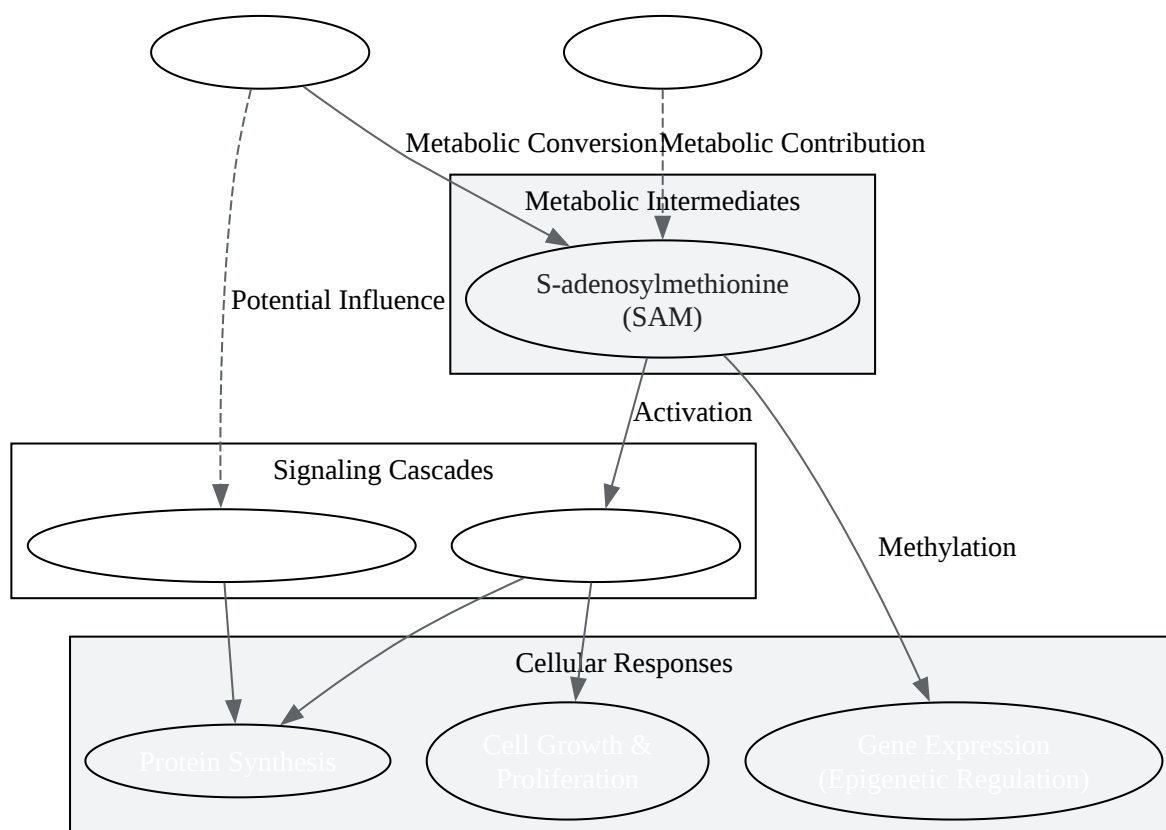 Metabolic Conversion
Metabolic Contribution
Metabolic Intermediates
S-adenosylmethionine
(SAM)
Potential Influence
Activation
Signaling Cascades
Methylation
Cellular Responses
Protein Synthesis
Cell Growth &
Proliferation
Gene Expression
(Epigenetic Regulation)